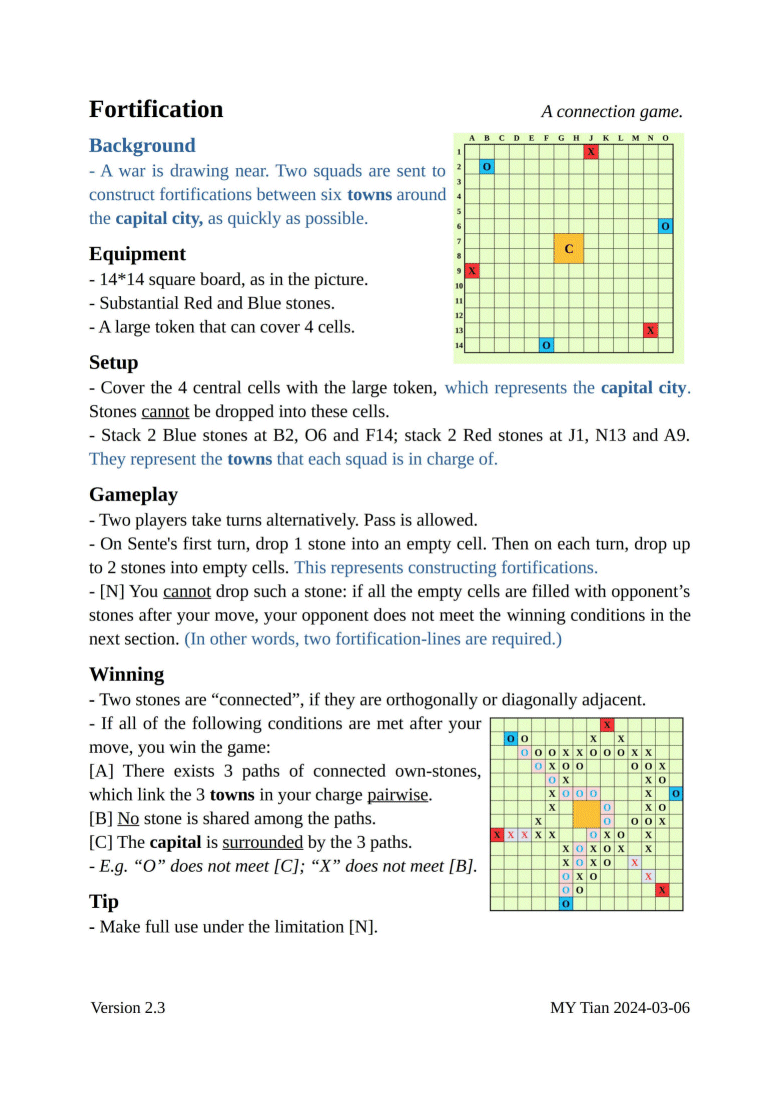 Fortification
A connection game.
Background
- A war is drawing near. Two squads are sent to
construct fortifications between six towns around
the capital city, as quickly as possible.
Equipment
- 14*14 square board, as in the picture.
- Substantial Red and Blue stones.
- A large token that can cover 4 cells.
A B C D E F G H J K L M N O
1 X
2 O
3
4
5
6 O
7
C
8
9 X
10
11
12
13 X
14 O
Setup
- Cover the 4 central cells with the large token, which represents the capital city.
Stones cannot be dropped into these cells.
- Stack 2 Blue stones at B2, O6 and F14; stack 2 Red stones at J1, N13 and A9.
They represent the towns that each squad is in charge of.
Gameplay
- Two players take turns alternatively. Pass is allowed.
- On Sente's first turn, drop 1 stone into an empty cell. Then on each turn, drop up
to 2 stones into empty cells. This represents constructing fortifications.
- [N] You cannot drop such a stone: if all the empty cells are filled with opponent’s
stones after your move, your opponent does not meet the winning conditions in the
next section. (In other words, two fortification-lines are required.)
Winning
- Two stones are “connected”, if they are orthogonally or diagonally adjacent.
- If all of the following conditions are met after your
move, you win the game:
[A] There exists 3 paths of connected own-stones,
which link the 3 towns in your charge pairwise.
[B] No stone is shared among the paths.
[C] The capital is surrounded by the 3 paths.
- E.g. “O” does not meet [C]; “X” does not meet [B].
X
O O X X
O O O X X O O O X X
O X O O O O X
O X X O
X O O O X O
X O X O
X O O O X
X X X X X O X O X
X O X O X X
X O X O X
O X O X
O O X
O
Tip
- Make full use under the limitation [N].
Version 2.3
MY Tian 2024-03-06